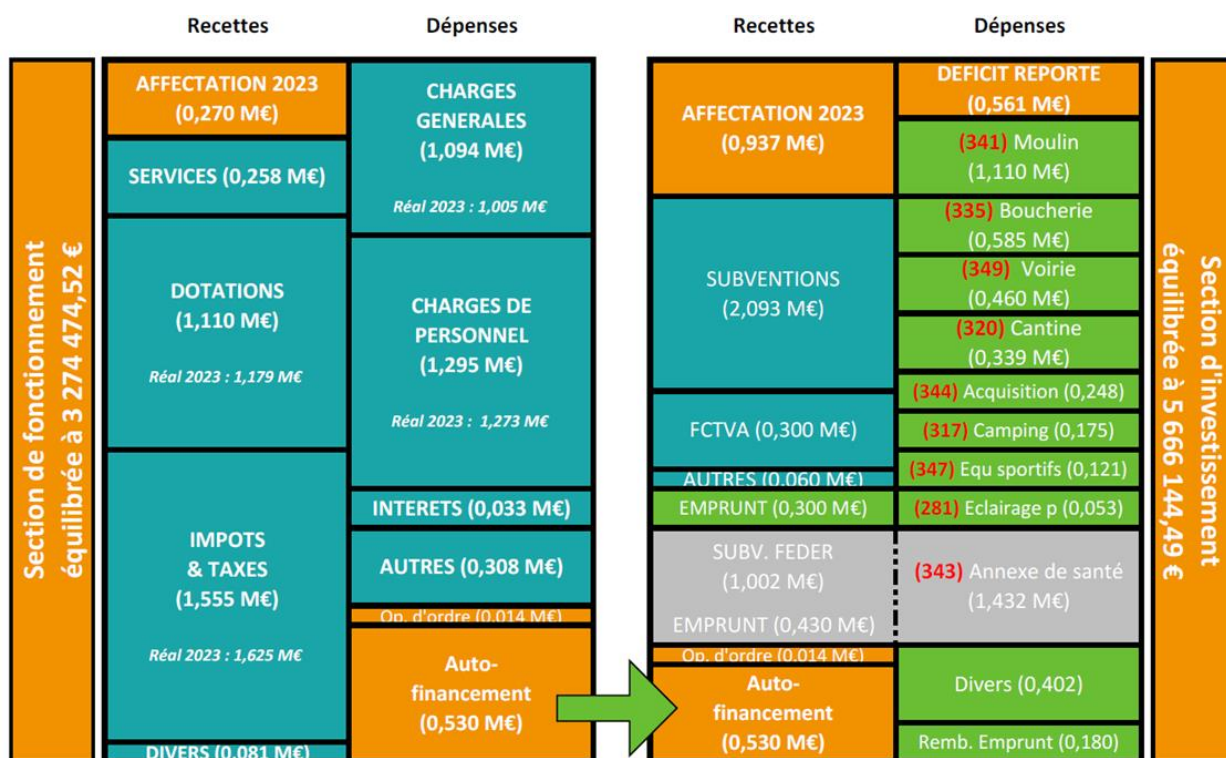 Recettes
Dépenses
Recettes
Dépenses
Section de fonctionnement
équilibrée à 3 274 474,52 €
AFFECTATION 2023
(0,270 M€)
SERVICES (0,258 M€)
DOTATIONS
(1,110 M€)
Réal 2023 : 1,179 M€
IMPOTS
& TAXES
(1,555 M€)
Réal 2023 : 1,625 M€
DIVERS (0,081 M€)
CHARGES
GENERALES
(1,094 M€)
Réal 2023 : 1,005 M€
CHARGES DE
PERSONNEL
(1,295 M€)
Réal 2023 : 1,273 M€
INTERETS (0,033 M€)
AUTRES (0,308 M€)
Op. d'ordre (0,014 M€)
Auto-
financement
(0,530 M€)
AFFECTATION 2023
(0,937 M€)
SUBVENTIONS
(2,093 M€)
FCTVA (0,300 M€)
AUTRES (0,060 M€)
EMPRUNT (0,300 M€)
SUBV. FEDER
(1,002 M€)
EMPRUNT (0,430 M€)
Op. d'ordre (0,014 M€)
Auto-
financement
(0,530 M€)
DEFICIT REPORTE
(0,561 M€)
(341) Moulin
(1,110 M€)
(335) Boucherie
(0,585 M€)
(349) Voirie
(0,460 M€)
(320) Cantine
(0,339 M€)
(344) Acquisition (0,248)
(317) Camping (0,175)
(347) Equ sportifs (0,121)
(281) Eclairage p (0,053)
(343) Annexe de santé
(1,432 M€)
Divers (0,402)
Remb. Emprunt (0,180)
Section d'investissement
équilibrée à 5 666 144,49 €